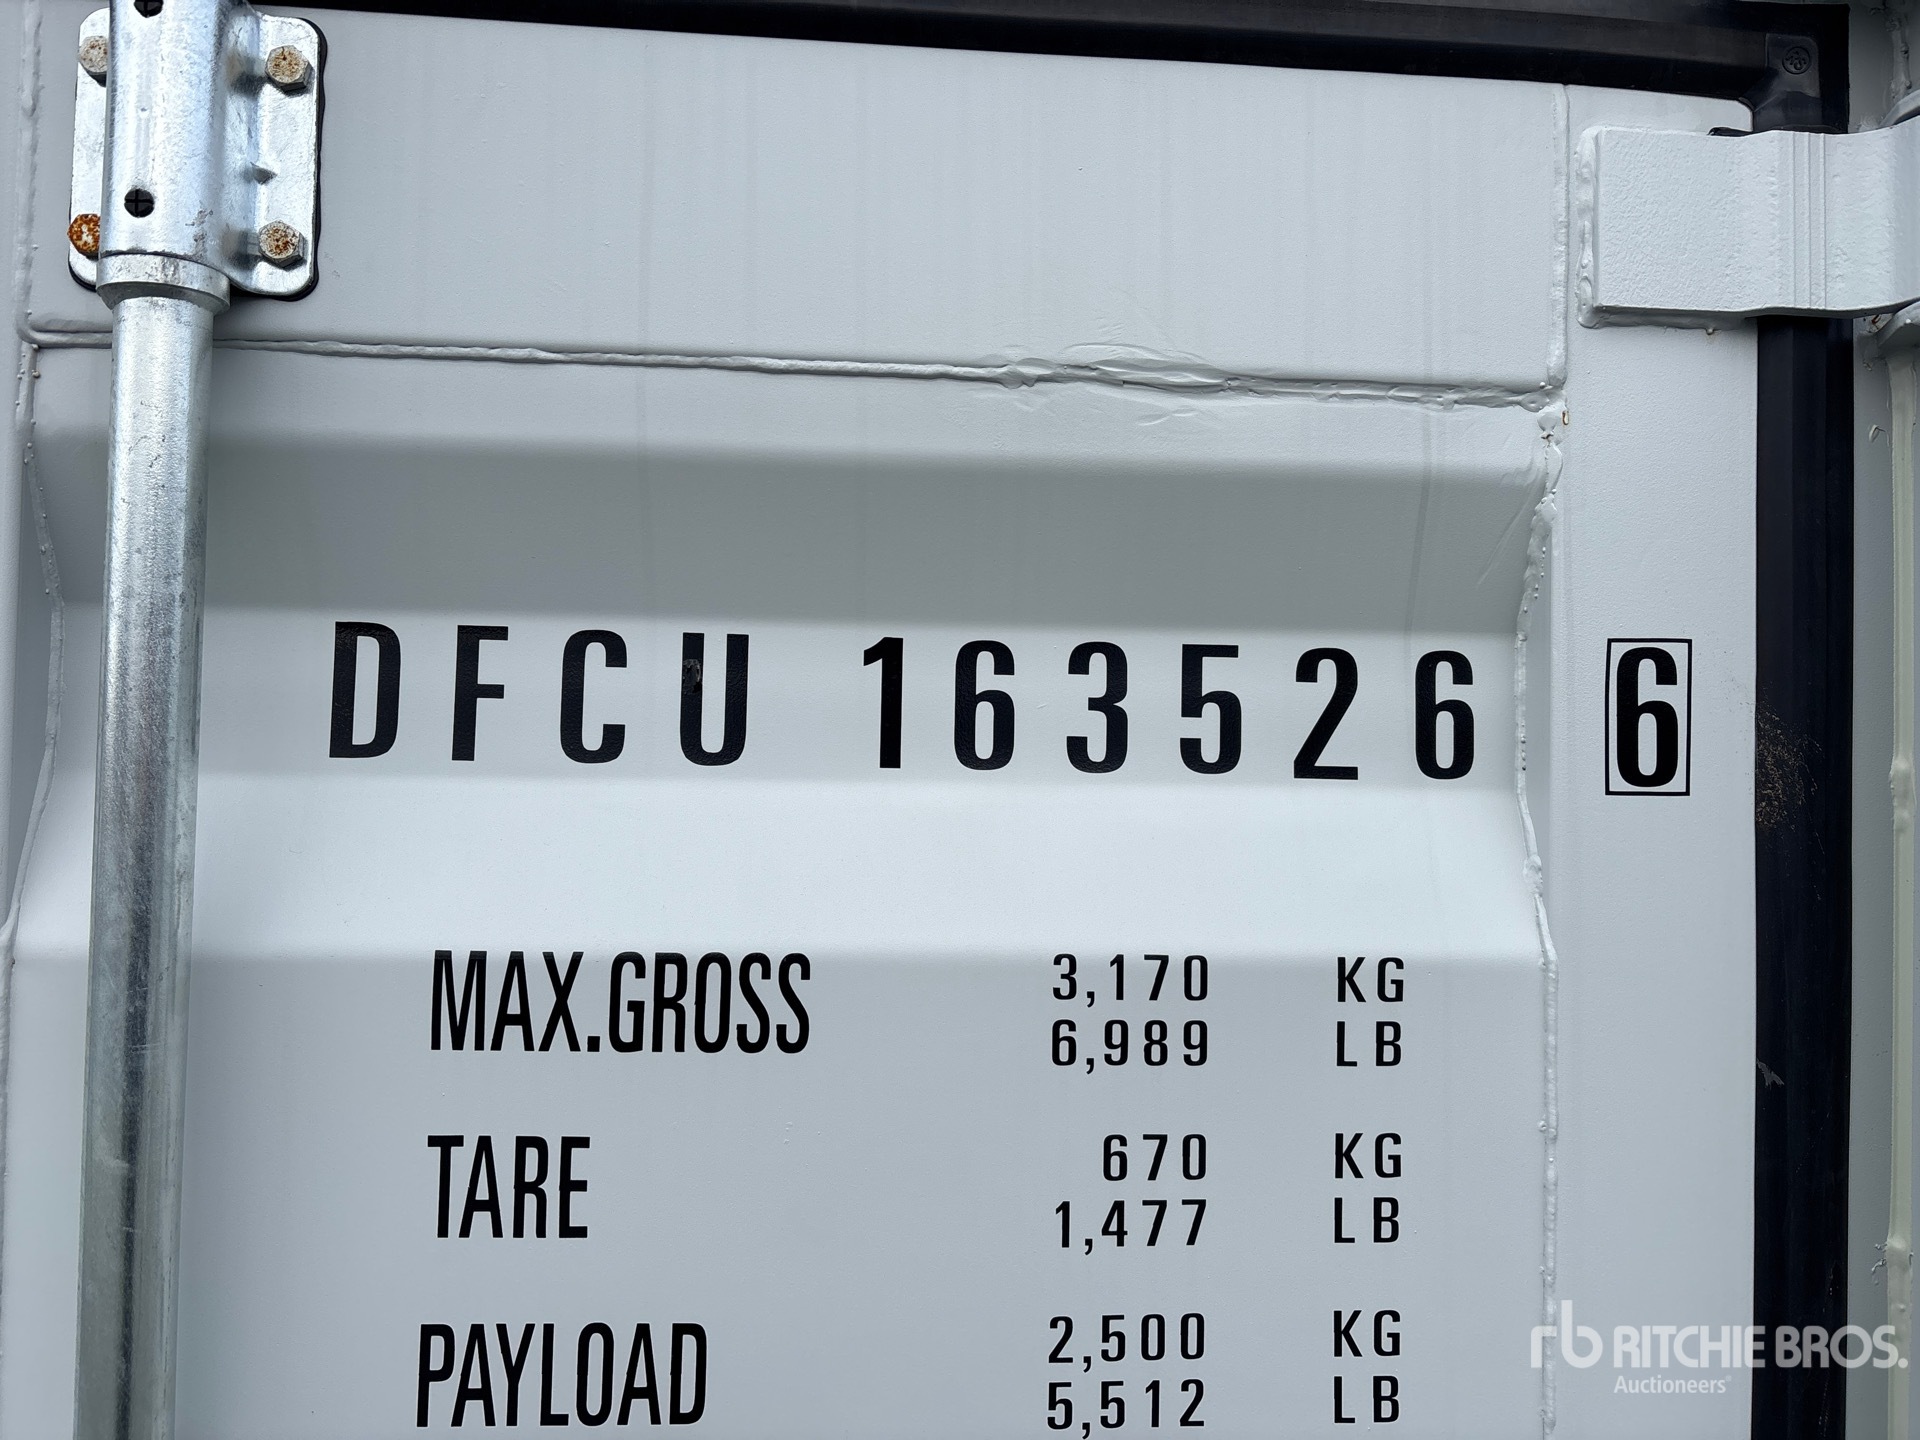 DFCU 163526 6
MAX.GROSS 3,170 KG
6,989 LB
TARE 670 KG
1,477 LB
PAYLOAD 2,500 KG
5,512 LB
rb RITCHIE BROS.
Auctioneers